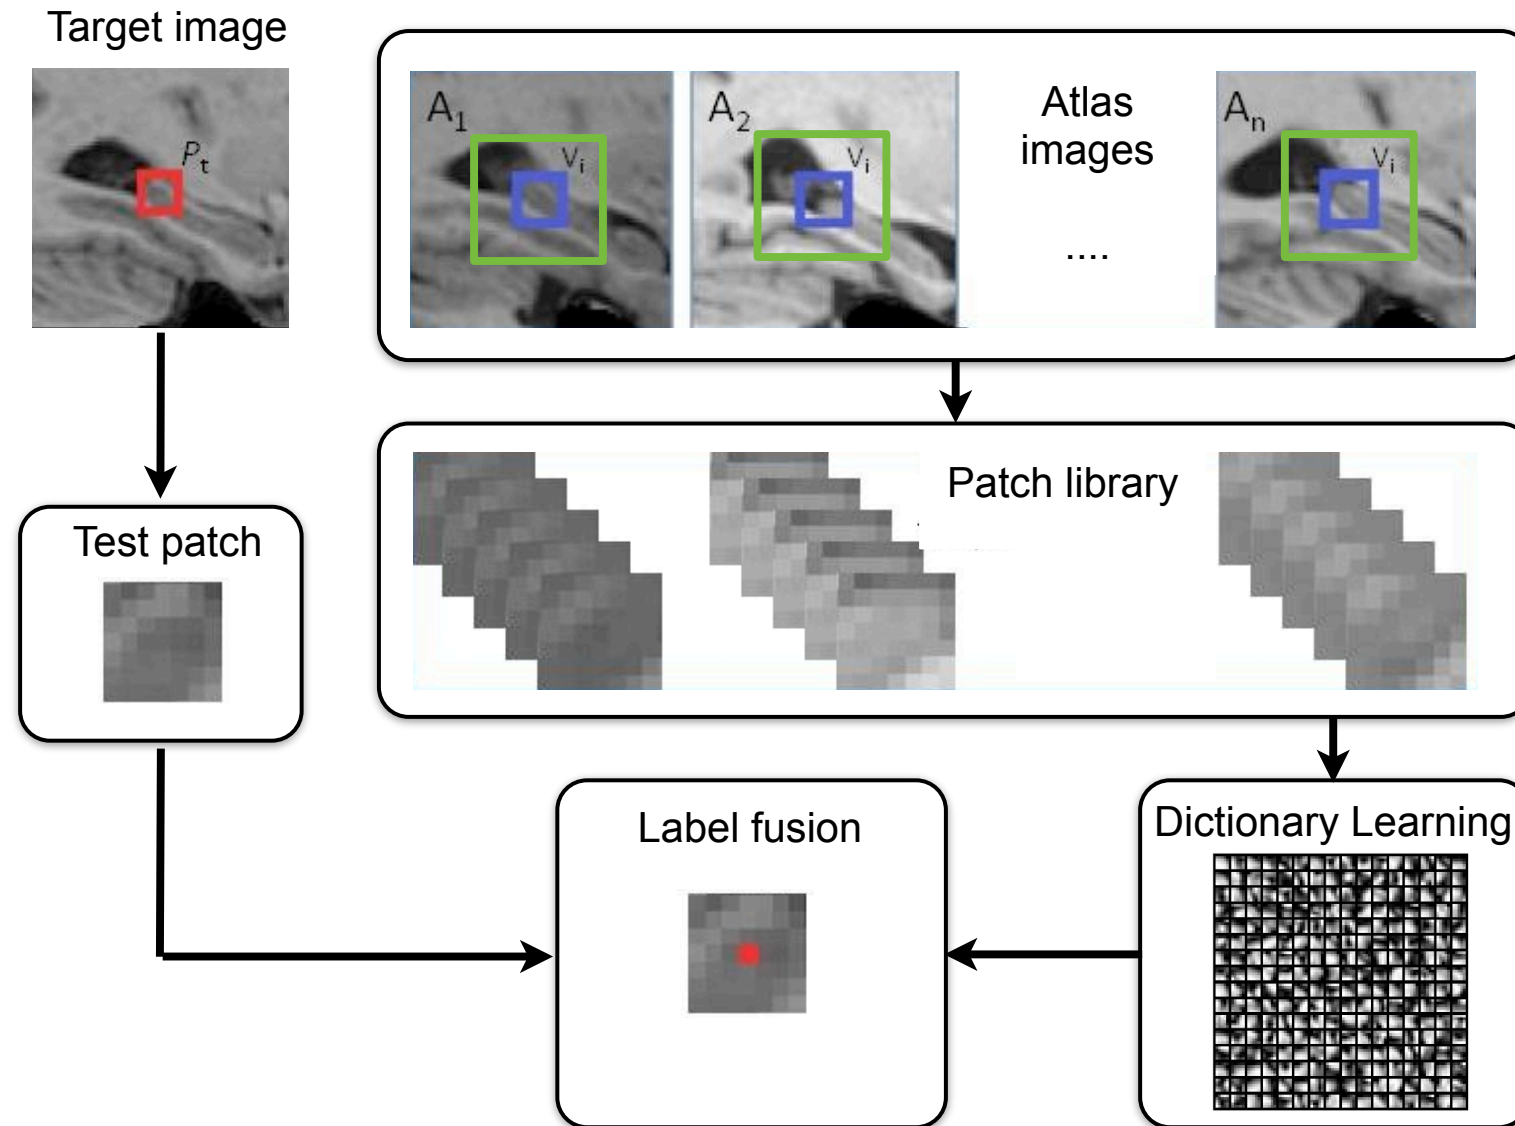 Target image
P_t
A_1
V_i
A_2
V_i
Atlas
images
....
A_n
V_i
Patch library
Test patch
Label fusion
Dictionary Learning